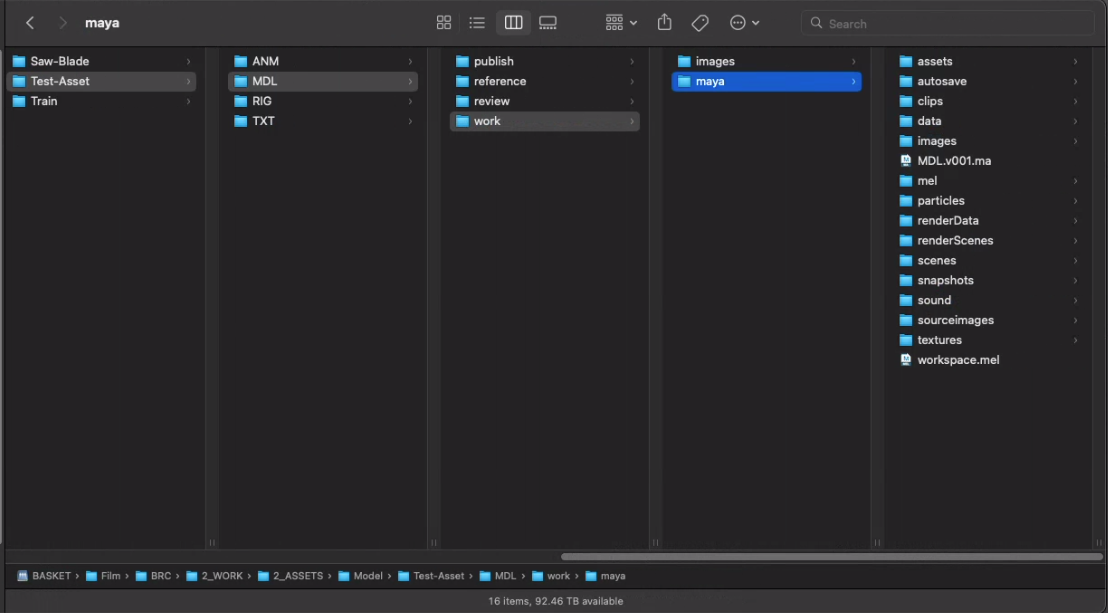 maya
Search
Saw-Blade
Test-Asset
Train
ANM
MDL
RIG
TXT
publish
reference
review
work
images
maya
assets
autosave
clips
data
images
MDL.v001.ma
mel
particles
renderData
renderScenes
scenes
snapshots
sound
sourceimages
textures
workspace.mel
BASKET › Film › BRC › 2_WORK › 2_ASSETS › Model › Test-Asset › MDL › work › maya
16 items, 92.46 TB available